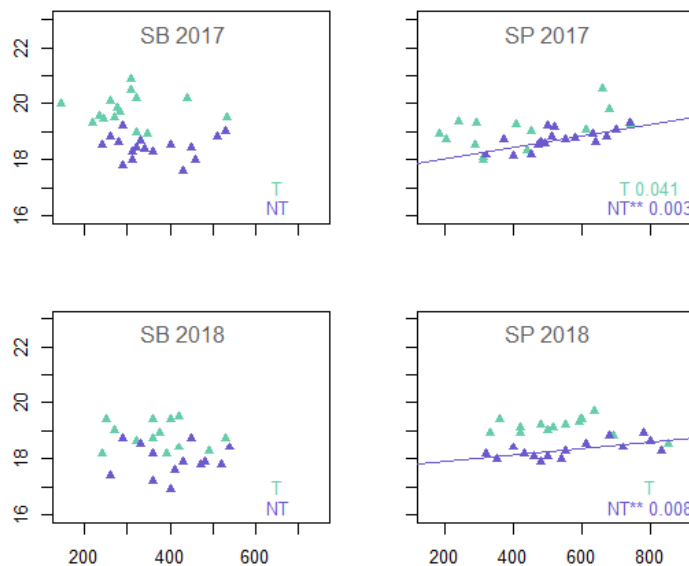 SB 2017
SP 2017
22
20
18
16
T
NT
T 0.041
NT** 0.003
SB 2018
SP 2018
22
20
18
16
T
NT
T
NT** 0.008
200 400 600
200 400 600 800